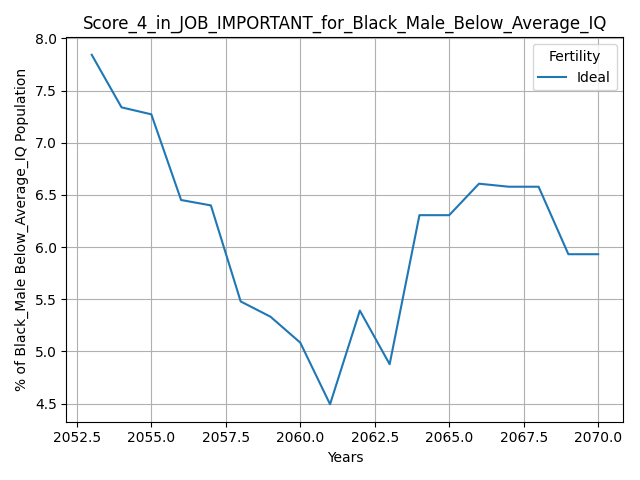 Score_4_in_JOB_IMPORTANT_for_Black_Male_Below_Average_IQ
Fertility
Ideal
% of Black_Male Below_Average_IQ Population
8.0
7.5
7.0
6.5
6.0
5.5
5.0
4.5
2052.5 2055.0 2057.5 2060.0 2062.5 2065.0 2067.5 2070.0
Years